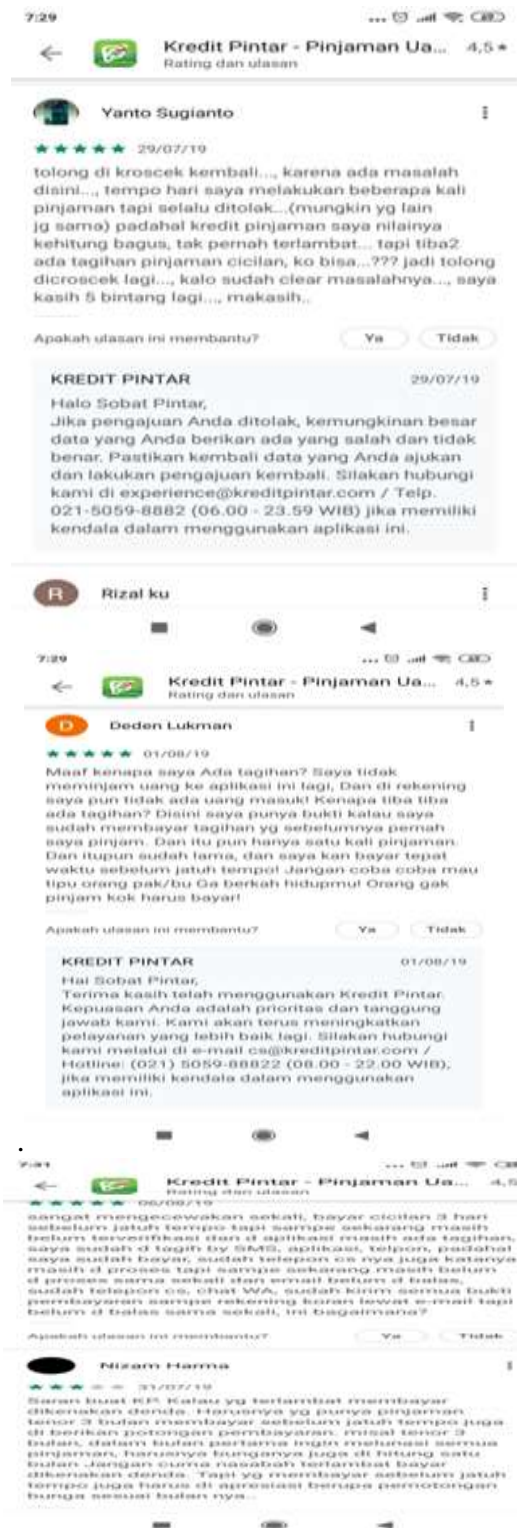 7:29
Kredit Pintar - Pinjaman Ua... 4,5★
Rating dan ulasan
Yanto Sugianto
★★★★★ 29/07/19
tolong di kroscek kembali..., karena ada masalah
disini..., tempo hari saya melakukan beberapa kali
pinjaman tapi selalu ditolak...(mungkin yg lain
jg sama) padahal kredit pinjaman saya nilainya
kehitung bagus, tak pernah terlambat... tapi tiba2
ada tagihan pinjaman cicilan, ko bisa...??? jadi tolong
dicroscek lagi..., kalo sudah clear masalahnya..., saya
kasih 5 bintang lagi..., makasih..
Apakah ulasan ini membantu? Ya Tidak
KREDIT PINTAR 29/07/19
Halo Sobat Pintar,
Jika pengajuan Anda ditolak, kemungkinan besar
data yang Anda berikan ada yang salah dan tidak
benar. Pastikan kembali data yang Anda ajukan
dan lakukan pengajuan kembali. Silakan hubungi
kami di experience@kreditpintar.com / Telp.
021-5059-8882 (06.00 - 23.59 WIB) jika memiliki
kendala dalam menggunakan aplikasi ini.
R Rizal ku
7:29
Kredit Pintar - Pinjaman Ua... 4,5★
Rating dan ulasan
D Deden Lukman
★★★★★ 01/08/19
Maaf kenapa saya Ada tagihan? Saya tidak
meminjam uang ke aplikasi ini lagi, Dan di rekening
saya pun tidak ada uang masuk! Kenapa tiba tiba
ada tagihan? Disini saya punya bukti kalau saya
sudah membayar tagihan yg sebelumnya pernah
saya pinjam. Dan itu pun hanya satu kali pinjaman.
Dan itupun sudah lama, dan saya kan bayar tepat
waktu sebelum jatuh tempo! Jangan coba coba mau
tipu orang pak/bu Ga berkah hidupmu! Orang gak
pinjam kok harus bayar!
Apakah ulasan ini membantu? Ya Tidak
KREDIT PINTAR 01/08/19
Hai Sobat Pintar,
Terima kasih telah menggunakan Kredit Pintar.
Kepuasan Anda adalah prioritas dan tanggung
jawab kami. Kami akan terus meningkatkan
pelayanan yang lebih baik lagi. Silakan hubungi
kami melalui di e-mail cs@kreditpintar.com /
Hotline: (021) 5059-88822 (08.00 - 22.00 WIB),
jika memiliki kendala dalam menggunakan
aplikasi ini.
.
7:31
Kredit Pintar - Pinjaman Ua... 4,5
Rating dan ulasan
06/08/19
sangat mengecewakan sekali, bayar cicilan 3 hari
sebelum jatuh tempo tapi sampe sekarang masih
belum terverifikasi dan d aplikasi masih ada tagihan,
saya sudah d tagih by SMS, aplikasi, telpon, padahal
saya sudah bayar, sudah telepon cs nya juga katanya
masih d proses tapi sampe sekarang masih belum
d proses sama sekali dan email belum d balas,
sudah telepon cs, chat WA, sudah kirim semua bukti
pembayaran sampe rekening koran lewat e-mail tapi
belum d balas sama sekali, ini bagaimana?
Apakah ulasan ini membantu? Ya Tidak
Nizam Harma
★★★★★ 31/07/19
Saran buat KP. Kalau yg terlambat membayar
dikenakan denda. Harusnya yg punya pinjaman
tenor 3 bulan membayar sebelum jatuh tempo juga
di berikan potongan pembayaran. misal tenor 3
bulan, dalam bulan pertama ingin melunasi semua
pinjaman, harusnya bunganya juga di hitung satu
bulan Jangan cuma nasabah terlambat bayar
dikenakan denda. Tapi yg membayar sebelum jatuh
tempo juga harus di apresiasi berupa pemotongan
bunga sesuai bulan nya..